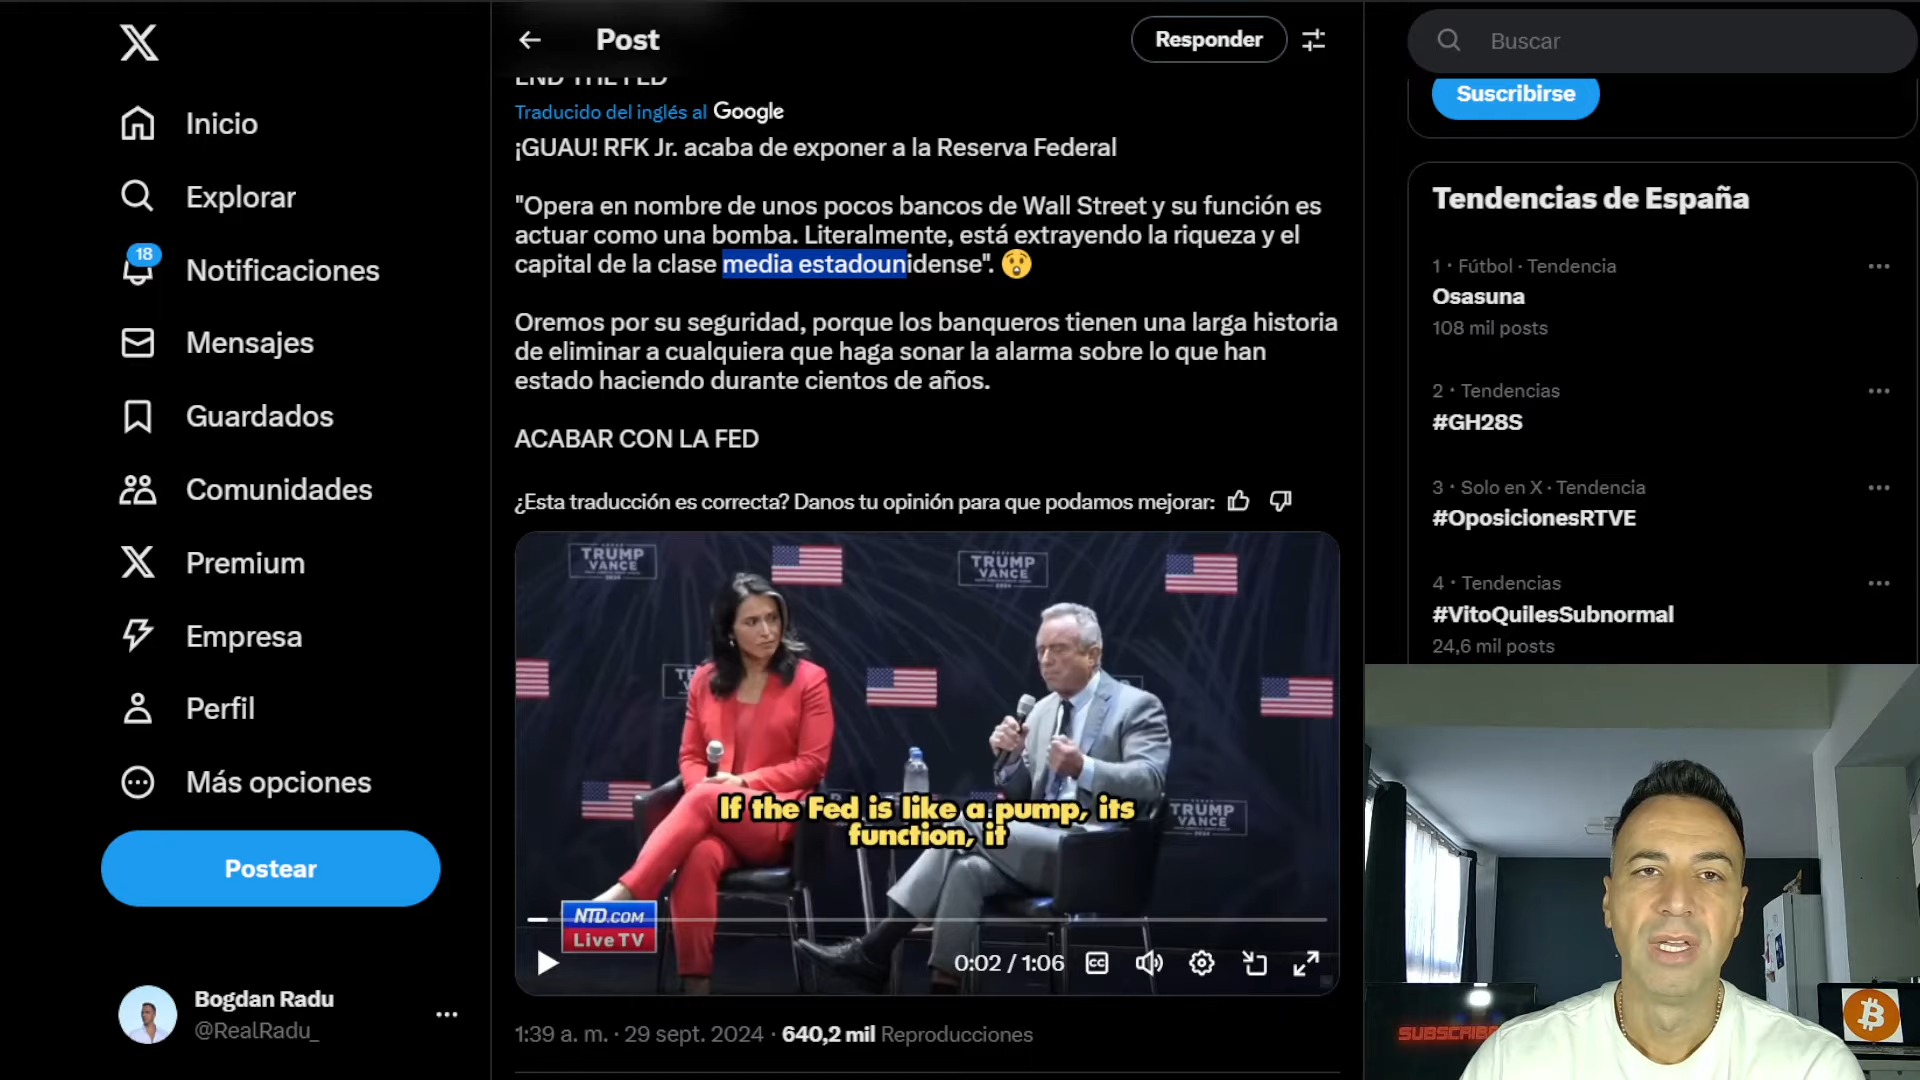 Inicio
Explorar
18
Notificaciones
Mensajes
Guardados
Comunidades
Premium
Empresa
Perfil
Más opciones
Postear
Bogdan Radu
@RealRadu_
Post
Responder
END THE FED
Traducido del inglés al Google
¡GUAU! RFK Jr. acaba de exponer a la Reserva Federal
"Opera en nombre de unos pocos bancos de Wall Street y su función es
actuar como una bomba. Literalmente, está extrayendo la riqueza y el
capital de la clase media estadounidense". 😲
Oremos por su seguridad, porque los banqueros tienen una larga historia
de eliminar a cualquiera que haga sonar la alarma sobre lo que han
estado haciendo durante cientos de años.
ACABAR CON LA FED
¿Esta traducción es correcta? Danos tu opinión para que podamos mejorar:
TRUMP
VANCE
TRUMP
VANCE
TRUMP
If the Fed is like a pump, its
function, it
NTD.COM
Live TV
0:02 / 1:06
CC
1:39 a. m. · 29 sept. 2024 · 640,2 mil Reproducciones
Buscar
Suscribirse
Tendencias de España
1 · Fútbol · Tendencia
Osasuna
108 mil posts
2 · Tendencias
#GH28S
3 · Solo en X · Tendencia
#OposicionesRTVE
4 · Tendencias
#VitoQuilesSubnormal
24,6 mil posts